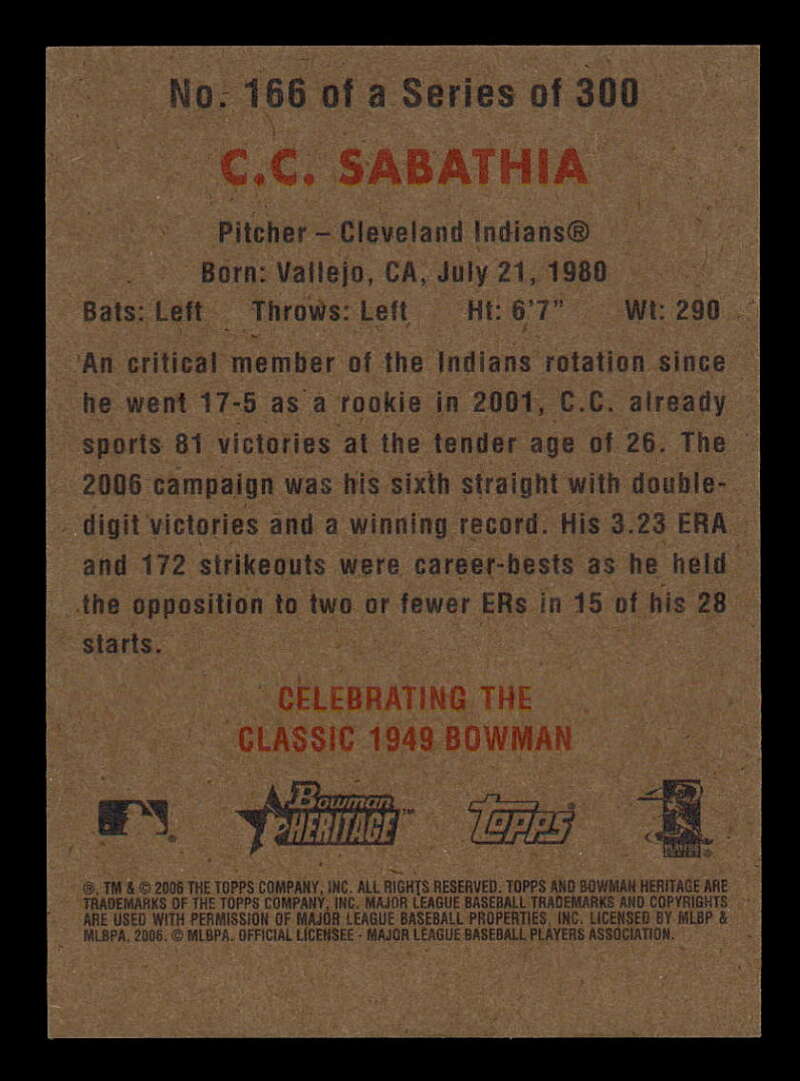 No. 166 of a Series of 300
C.C. SABATHIA
Pitcher – Cleveland Indians®
Born: Vallejo, CA, July 21, 1980
Bats: Left Throws: Left Ht: 6'7" Wt: 290
An critical member of the Indians rotation since
he went 17-5 as a rookie in 2001, C.C. already
sports 81 victories at the tender age of 26. The
2006 campaign was his sixth straight with double-
digit victories and a winning record. His 3.23 ERA
and 172 strikeouts were career-bests as he held
the opposition to two or fewer ERs in 15 of his 28
starts.
CELEBRATING THE
CLASSIC 1949 BOWMAN
Bowman HERITAGE™ Topps®
®, TM & © 2006 THE TOPPS COMPANY, INC. ALL RIGHTS RESERVED. TOPPS AND BOWMAN HERITAGE ARE
TRADEMARKS OF THE TOPPS COMPANY, INC. MAJOR LEAGUE BASEBALL TRADEMARKS AND COPYRIGHTS
ARE USED WITH PERMISSION OF MAJOR LEAGUE BASEBALL PROPERTIES, INC. LICENSED BY MLBP &
MLBPA. 2006. © MLBPA. OFFICIAL LICENSEE - MAJOR LEAGUE BASEBALL PLAYERS ASSOCIATION.